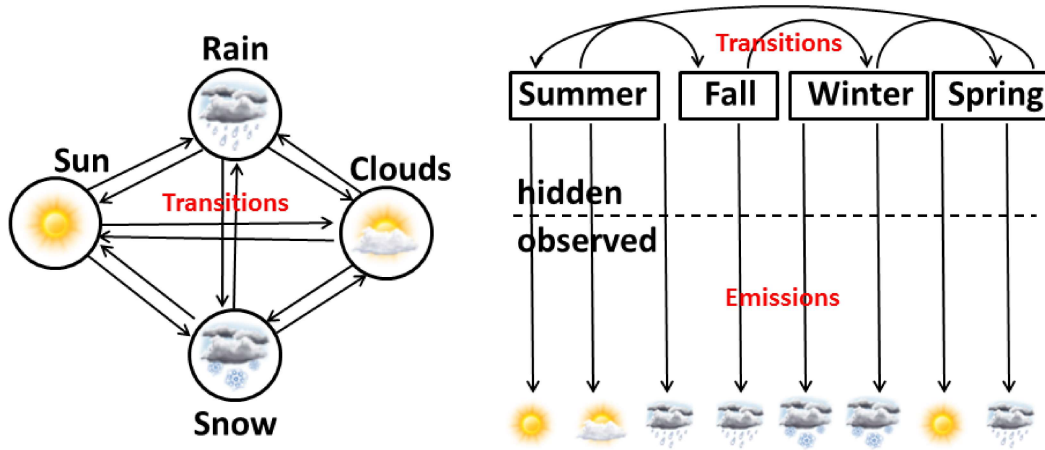 Rain
Sun
Clouds
Transitions
Snow
Transitions
Summer
Fall
Winter
Spring
hidden
observed
Emissions